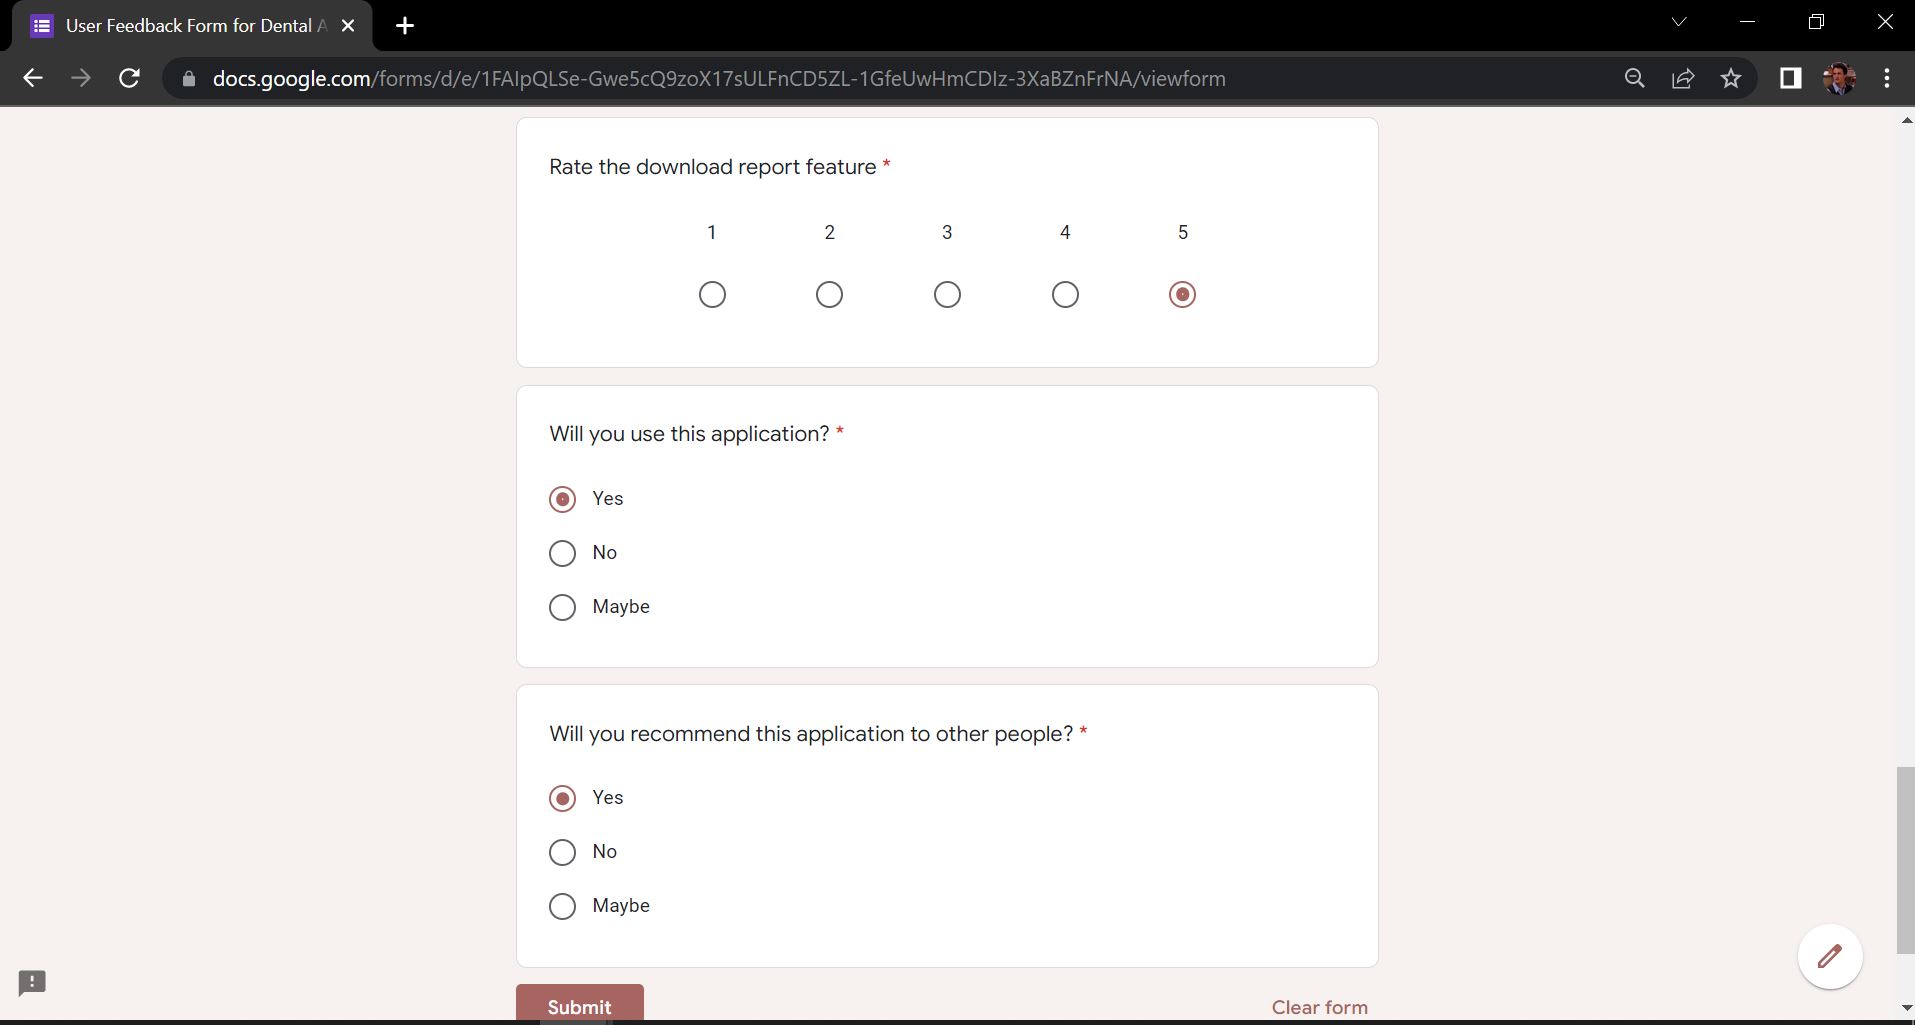 User Feedback Form for Dental A
docs.google.com/forms/d/e/1FAIpQLSe-Gwe5cQ9zoX17sULFnCD5ZL-1GfeUwHmCDIz-3XaBZnFrNA/viewform
Rate the download report feature *
1 2 3 4 5
Will you use this application? *
Yes
No
Maybe
Will you recommend this application to other people? *
Yes
No
Maybe
Submit Clear form